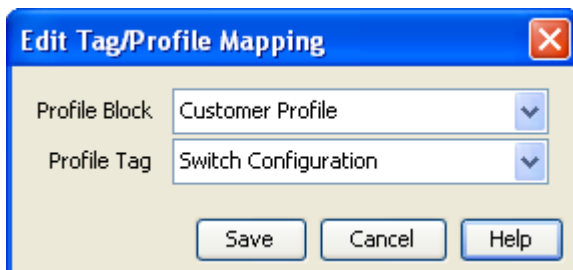 Edit Tag/Profile Mapping
Profile Block Customer Profile
Profile Tag Switch Configuration
Save Cancel Help